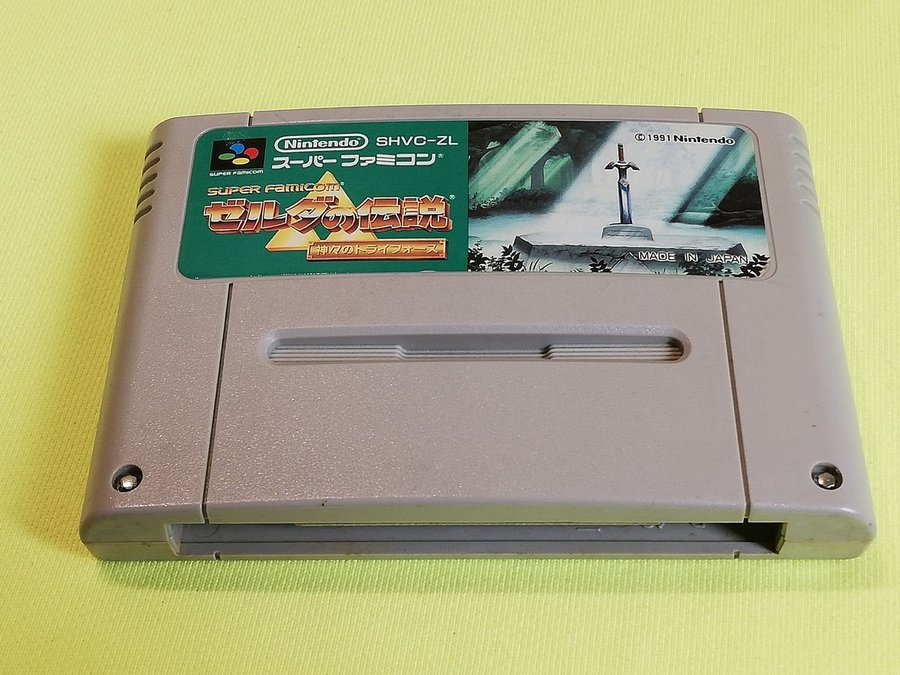 SUPER FAMICOM
Nintendo® SHVC-ZL
スーパーファミコン®
SUPER FAMICOM®
ゼルダの伝説®
神々のトライフォース
©1991 Nintendo
MADE IN JAPAN